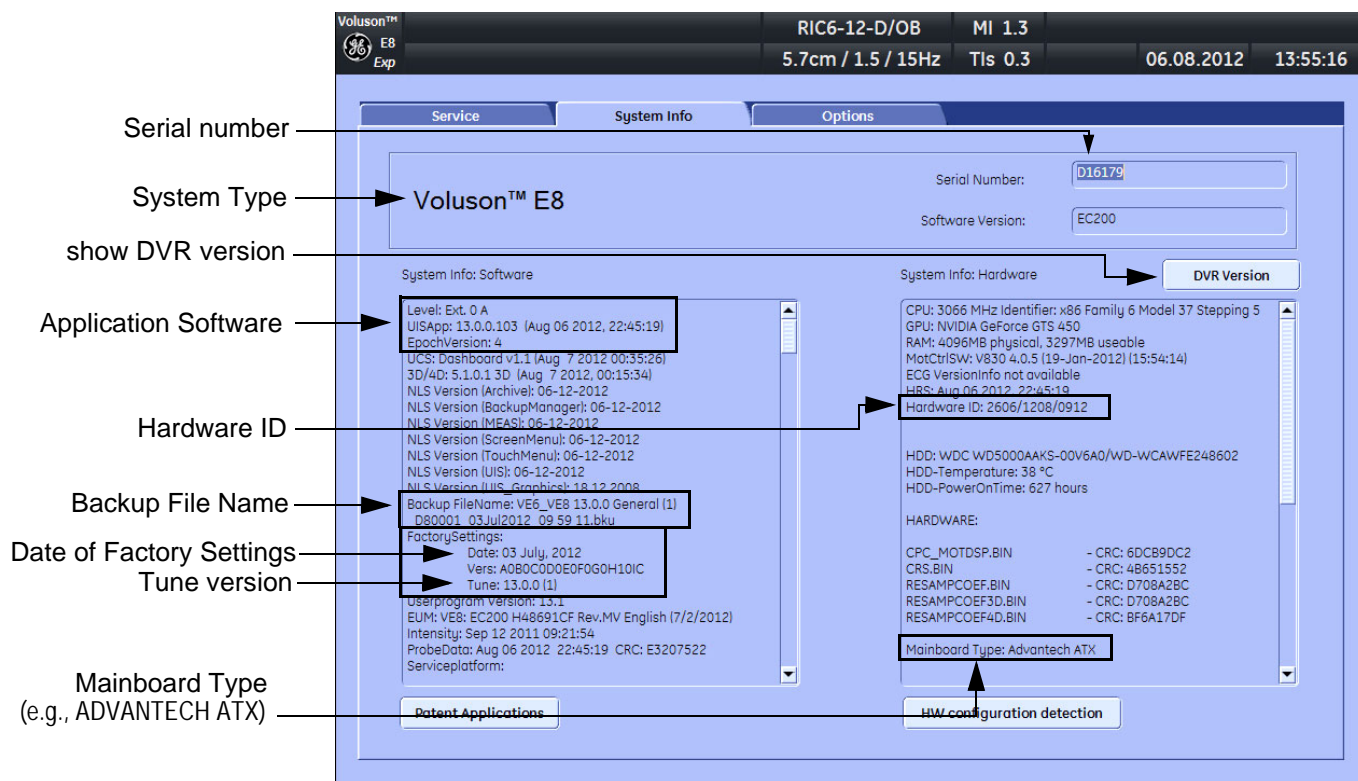 Voluson™
E8
Exp
RIC6-12-D/OB MI 1.3
5.7cm / 1.5 / 15Hz TIs 0.3 06.08.2012 13:55:16
Service System Info Options
Serial number
System Type
show DVR version
Application Software
Hardware ID
Backup File Name
Date of Factory Settings
Tune version
Mainboard Type
(e.g., ADVANTECH ATX)
Voluson™ E8
Serial Number: D16179
Software Version: EC200
System Info: Software
Level: Ext. 0 A
UISApp: 13.0.0.103 (Aug 06 2012, 22:45:19)
EpochVersion: 4
UCS: Dashboard v1.1 (Aug 7 2012 00:35:26)
3D/4D: 5.1.0.1 3D (Aug 7 2012, 00:15:34)
NLS Version (Archive): 06-12-2012
NLS Version (BackupManager): 06-12-2012
NLS Version (MEAS): 06-12-2012
NLS Version (ScreenMenu): 06-12-2012
NLS Version (TouchMenu): 06-12-2012
NLS Version (UIS): 06-12-2012
NLS Version (UIS_Graphics): 18.12.2008
Backup FileName: VE6_VE8 13.0.0 General (1)
D80001 03Jul2012 09 59 11.bku
FactorySettings:
Date: 03 July, 2012
Vers: A0B0C0D0E0F0G0H10IC
Tune: 13.0.0 (1)
Userprogram Version: 13.1
EUM: VE8: EC200 H48691CF Rev.MV English (7/2/2012)
Intensity: Sep 12 2011 09:21:54
ProbeData: Aug 06 2012 22:45:19 CRC: E3207522
Serviceplatform:
Patent Applications
System Info: Hardware
DVR Version
CPU: 3066 MHz Identifier: x86 Family 6 Model 37 Stepping 5
GPU: NVIDIA GeForce GTS 450
RAM: 4096MB physical, 3297MB useable
MotCtrlSW: V830 4.0.5 (19-Jan-2012) (15:54:14)
ECG VersionInfo not available
HRS: Aug 06 2012, 22:45:19
Hardware ID: 2606/1208/0912
HDD: WDC WD5000AAKS-00V6A0/WD-WCAWFE248602
HDD-Temperature: 38 °C
HDD-PowerOnTime: 627 hours
HARDWARE:
CPC_MOTDSP.BIN - CRC: 6DCB9DC2
CRS.BIN - CRC: 4B651552
RESAMPCOEF.BIN - CRC: D708A2BC
RESAMPCOEF3D.BIN - CRC: D708A2BC
RESAMPCOEF4D.BIN - CRC: BF6A17DF
Mainboard Type: Advantech ATX
HW configuration detection